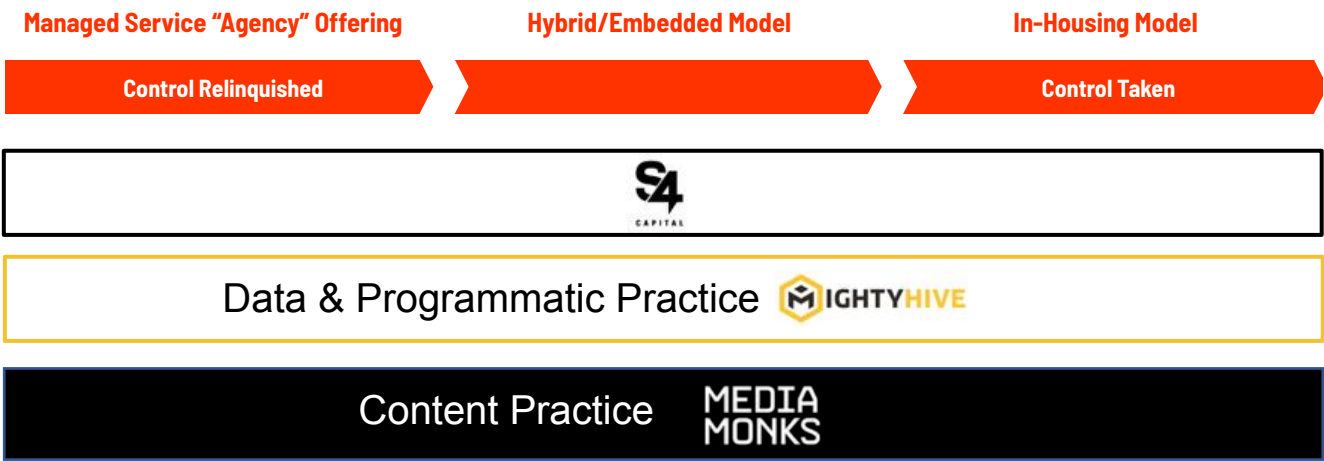 Managed Service “Agency” Offering
Hybrid/Embedded Model
In-Housing Model
Control Relinquished
Control Taken
S4
CAPITAL
Data & Programmatic Practice MIGHTYHIVE
Content Practice
MEDIA
MONKS